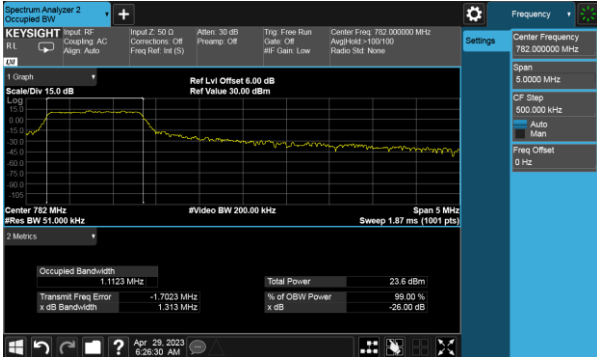 Spectrum Analyzer 2
Occupied BW
+
Frequency
KEYSIGHT
RL
LXI
Input: RF
Coupling: AC
Align: Auto
Input Z: 50 Ω
Corrections: Off
Freq Ref: Int (S)
Atten: 30 dB
Preamp: Off
Trig: Free Run
Gate: Off
#IF Gain: Low
Center Freq: 782.000000 MHz
Avg|Hold:>100/100
Radio Std: None
Settings
Center Frequency
782.000000 MHz
Span
5.0000 MHz
CF Step
500.000 kHz
Auto
Man
Freq Offset
0 Hz
1 Graph
Scale/Div 15.0 dB
Ref Lvl Offset 6.00 dB
Ref Value 30.00 dBm
Log
15.0
0.00
-15.0
-30.0
-45.0
-60.0
-75.0
-90.0
-105
Center 782 MHz
#Res BW 51.000 kHz
#Video BW 200.00 kHz
Span 5 MHz
Sweep 1.87 ms (1001 pts)
2 Metrics
Occupied Bandwidth
1.1123 MHz
Transmit Freq Error -1.7023 MHz
x dB Bandwidth 1.313 MHz
Total Power 23.6 dBm
% of OBW Power 99.00 %
x dB -26.00 dB
?
Apr 29, 2023
6:26:30 AM